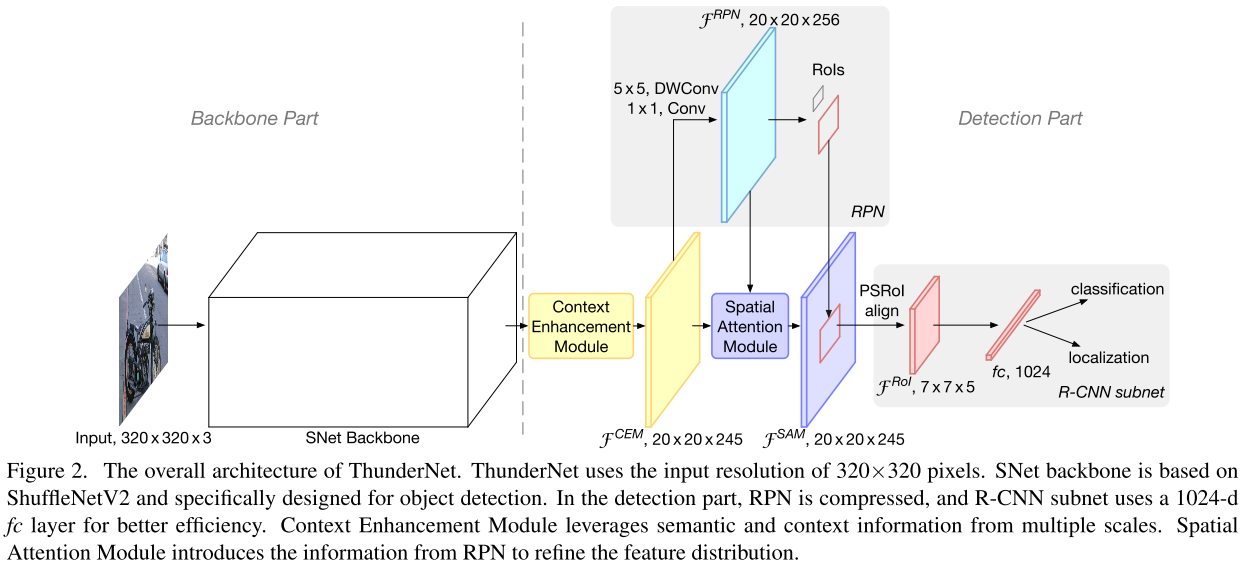 ℱ^RPN, 20 x 20 x 256
RoIs
5 x 5, DWConv
1 x 1, Conv
Backbone Part
Detection Part
RPN
Context
Enhancement
Module
Spatial
Attention
Module
PSRoI
align
classification
localization
ℱ^RoI, 7 x 7 x 5
fc, 1024
R-CNN subnet
Input, 320 x 320 x 3
SNet Backbone
ℱ^CEM, 20 x 20 x 245
ℱ^SAM, 20 x 20 x 245
Figure 2. The overall architecture of ThunderNet. ThunderNet uses the input resolution of 320×320 pixels. SNet backbone is based on
ShuffleNetV2 and specifically designed for object detection. In the detection part, RPN is compressed, and R-CNN subnet uses a 1024-d
fc layer for better efficiency. Context Enhancement Module leverages semantic and context information from multiple scales. Spatial
Attention Module introduces the information from RPN to refine the feature distribution.